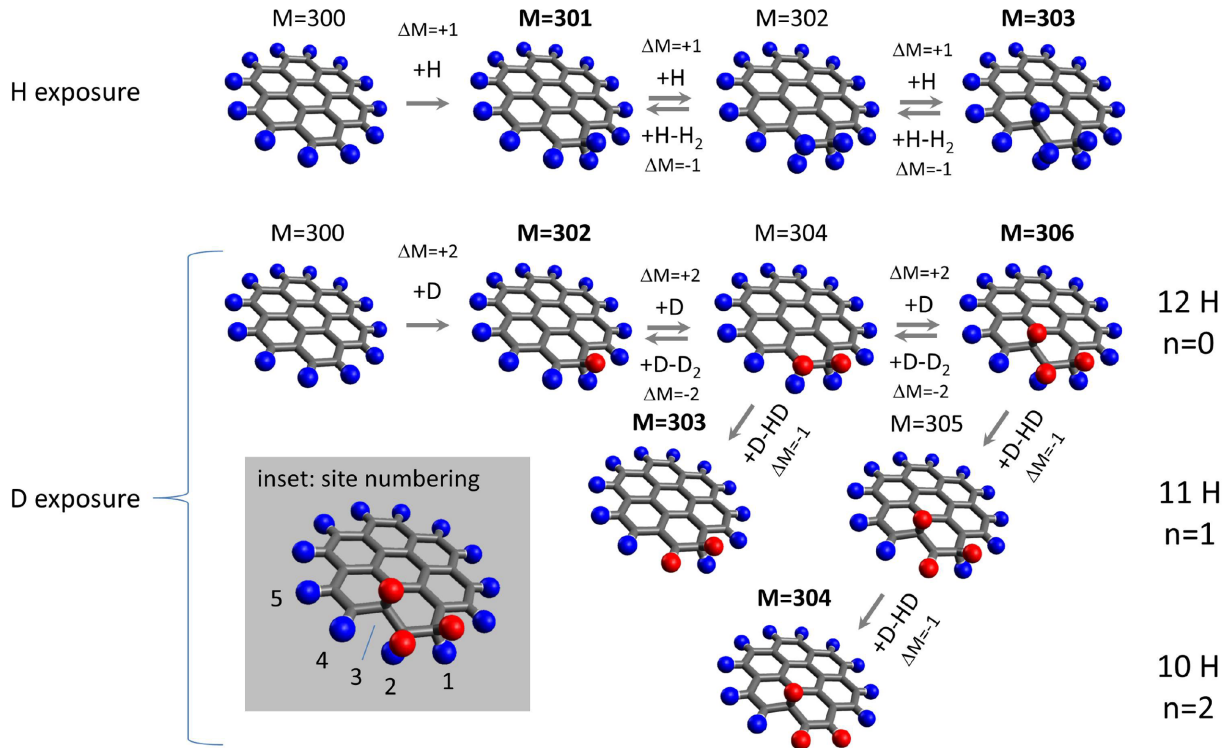 M=300
M=301
M=302
M=303
H exposure
ΔM=+1
+H
ΔM=+1
+H
+H-H2
ΔM=-1
ΔM=+1
+H
+H-H2
ΔM=-1
M=300
M=302
M=304
M=306
D exposure
ΔM=+2
+D
ΔM=+2
+D
+D-D2
ΔM=-2
ΔM=+2
+D
+D-D2
ΔM=-2
12 H
n=0
M=303
+D-HD
ΔM=-1
M=305
+D-HD
ΔM=-1
11 H
n=1
inset: site numbering
5
4
3
2
1
M=304
+D-HD
ΔM=-1
10 H
n=2